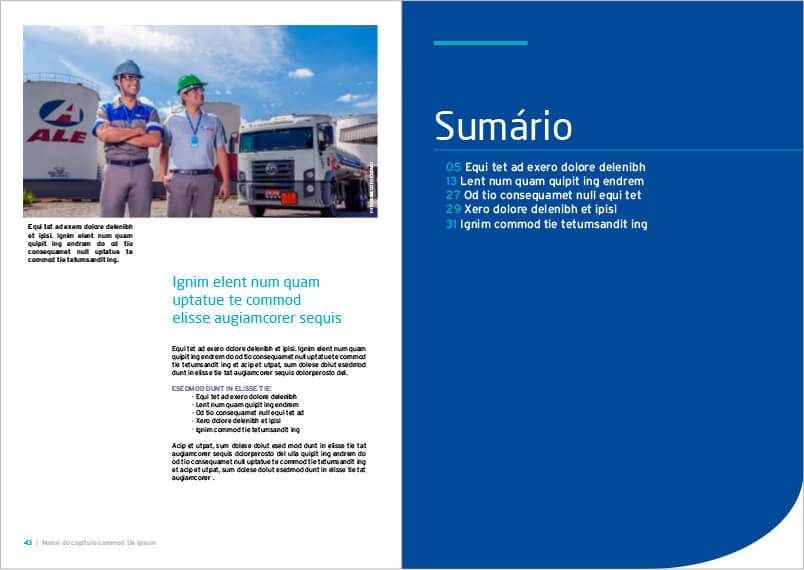 ALE
Equi tet ad exero dolore delenibh
et ipisi. Ignim elent num quam
quipit ing endrem do od tio
consequamet null uptatue te
commod tie tetumsandit ing.
Ignim elent num quam
uptatue te commod
elisse augiamcorer sequis
Equi tet ad exero dolore delenibh et ipisi. Ignim elent num quam
quipit ing endrem do od tio consequamet null uptatue te commod
tie tetumsandit ing et acip et utpat, sum dolese dolut esedmod
dunt in elisse tie tat augiamcorer sequis dolorperosto del.
ESEDMOD DUNT IN ELISSE TIE:
· Equi tet ad exero dolore delenibh
· Lent num quam quipit ing endrem
· Od tio consequamet null equi tet ad
· Xero dolore delenibh et ipisi
· Ignim commod tie tetumsandit ing
Acip et utpat, sum dolese dolut esed mod dunt in elisse tie tat
augiamcorer sequis dolorperosto del ulla quipit ing endrem do
od tio consequamet null uptatue te commod tie tetumsandit ing
et acip et utpat, sum dolese dolut esedmod dunt in elisse tie tat
augiamcorer .
43 | Nome do capítulo commod tie ipsum
Sumário
05 Equi tet ad exero dolore delenibh
13 Lent num quam quipit ing endrem
27 Od tio consequamet null equi tet
29 Xero dolore delenibh et ipisi
31 Ignim commod tie tetumsandit ing